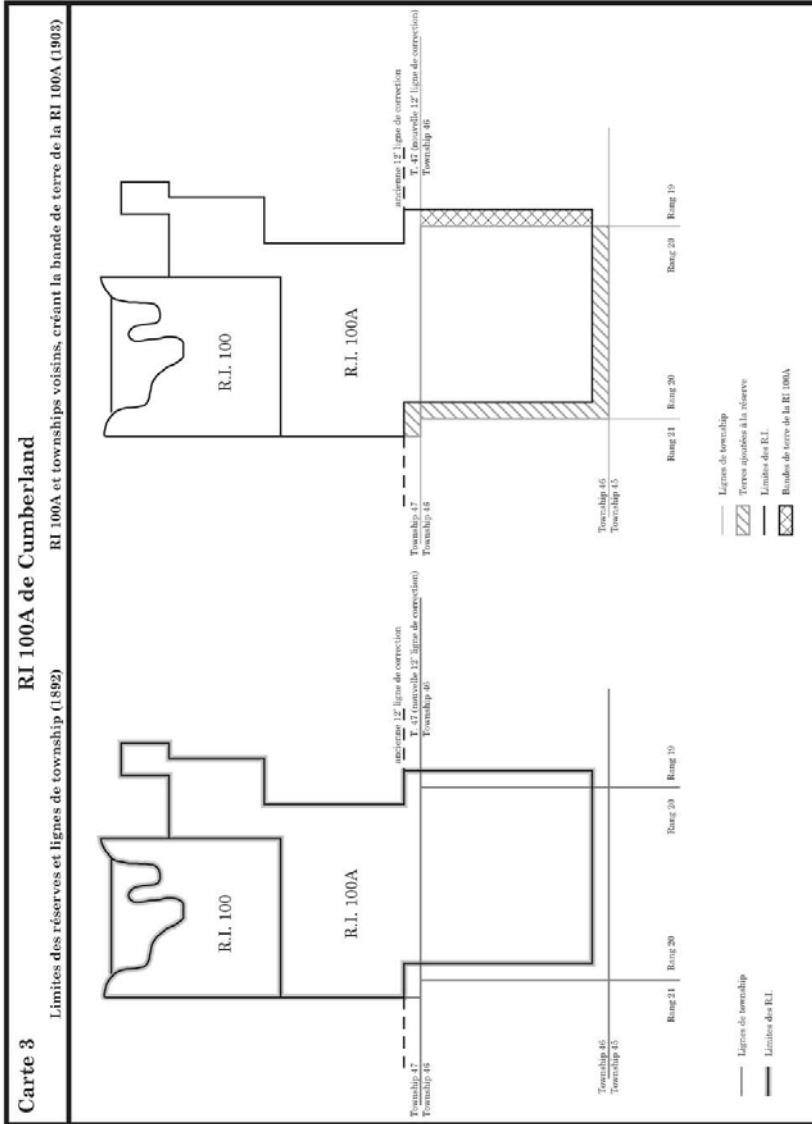 Carte 3
RI 100A de Cumberland
Limites des réserves et lignes de township (1892)
RI 100A et townships voisins, créant la bande de terre de la RI 100A (1903)
R.I. 100
R.I. 100A
ancienne 12e ligne de correction
T. 47 (nouvelle 12e ligne de correction)
Township 46
Township 47
Township 46
Township 46
Township 45
Rang 21
Rang 20
Rang 20
Rang 19
Lignes de township
Limites des R.I.
R.I. 100
R.I. 100A
ancienne 12e ligne de correction
T. 47 (nouvelle 12e ligne de correction)
Township 46
Township 47
Township 46
Township 46
Township 45
Rang 21
Rang 20
Rang 20
Rang 19
Lignes de township
Terres ajoutées à la réserve
Limites des R.I.
Bandes de terre de la RI 100A